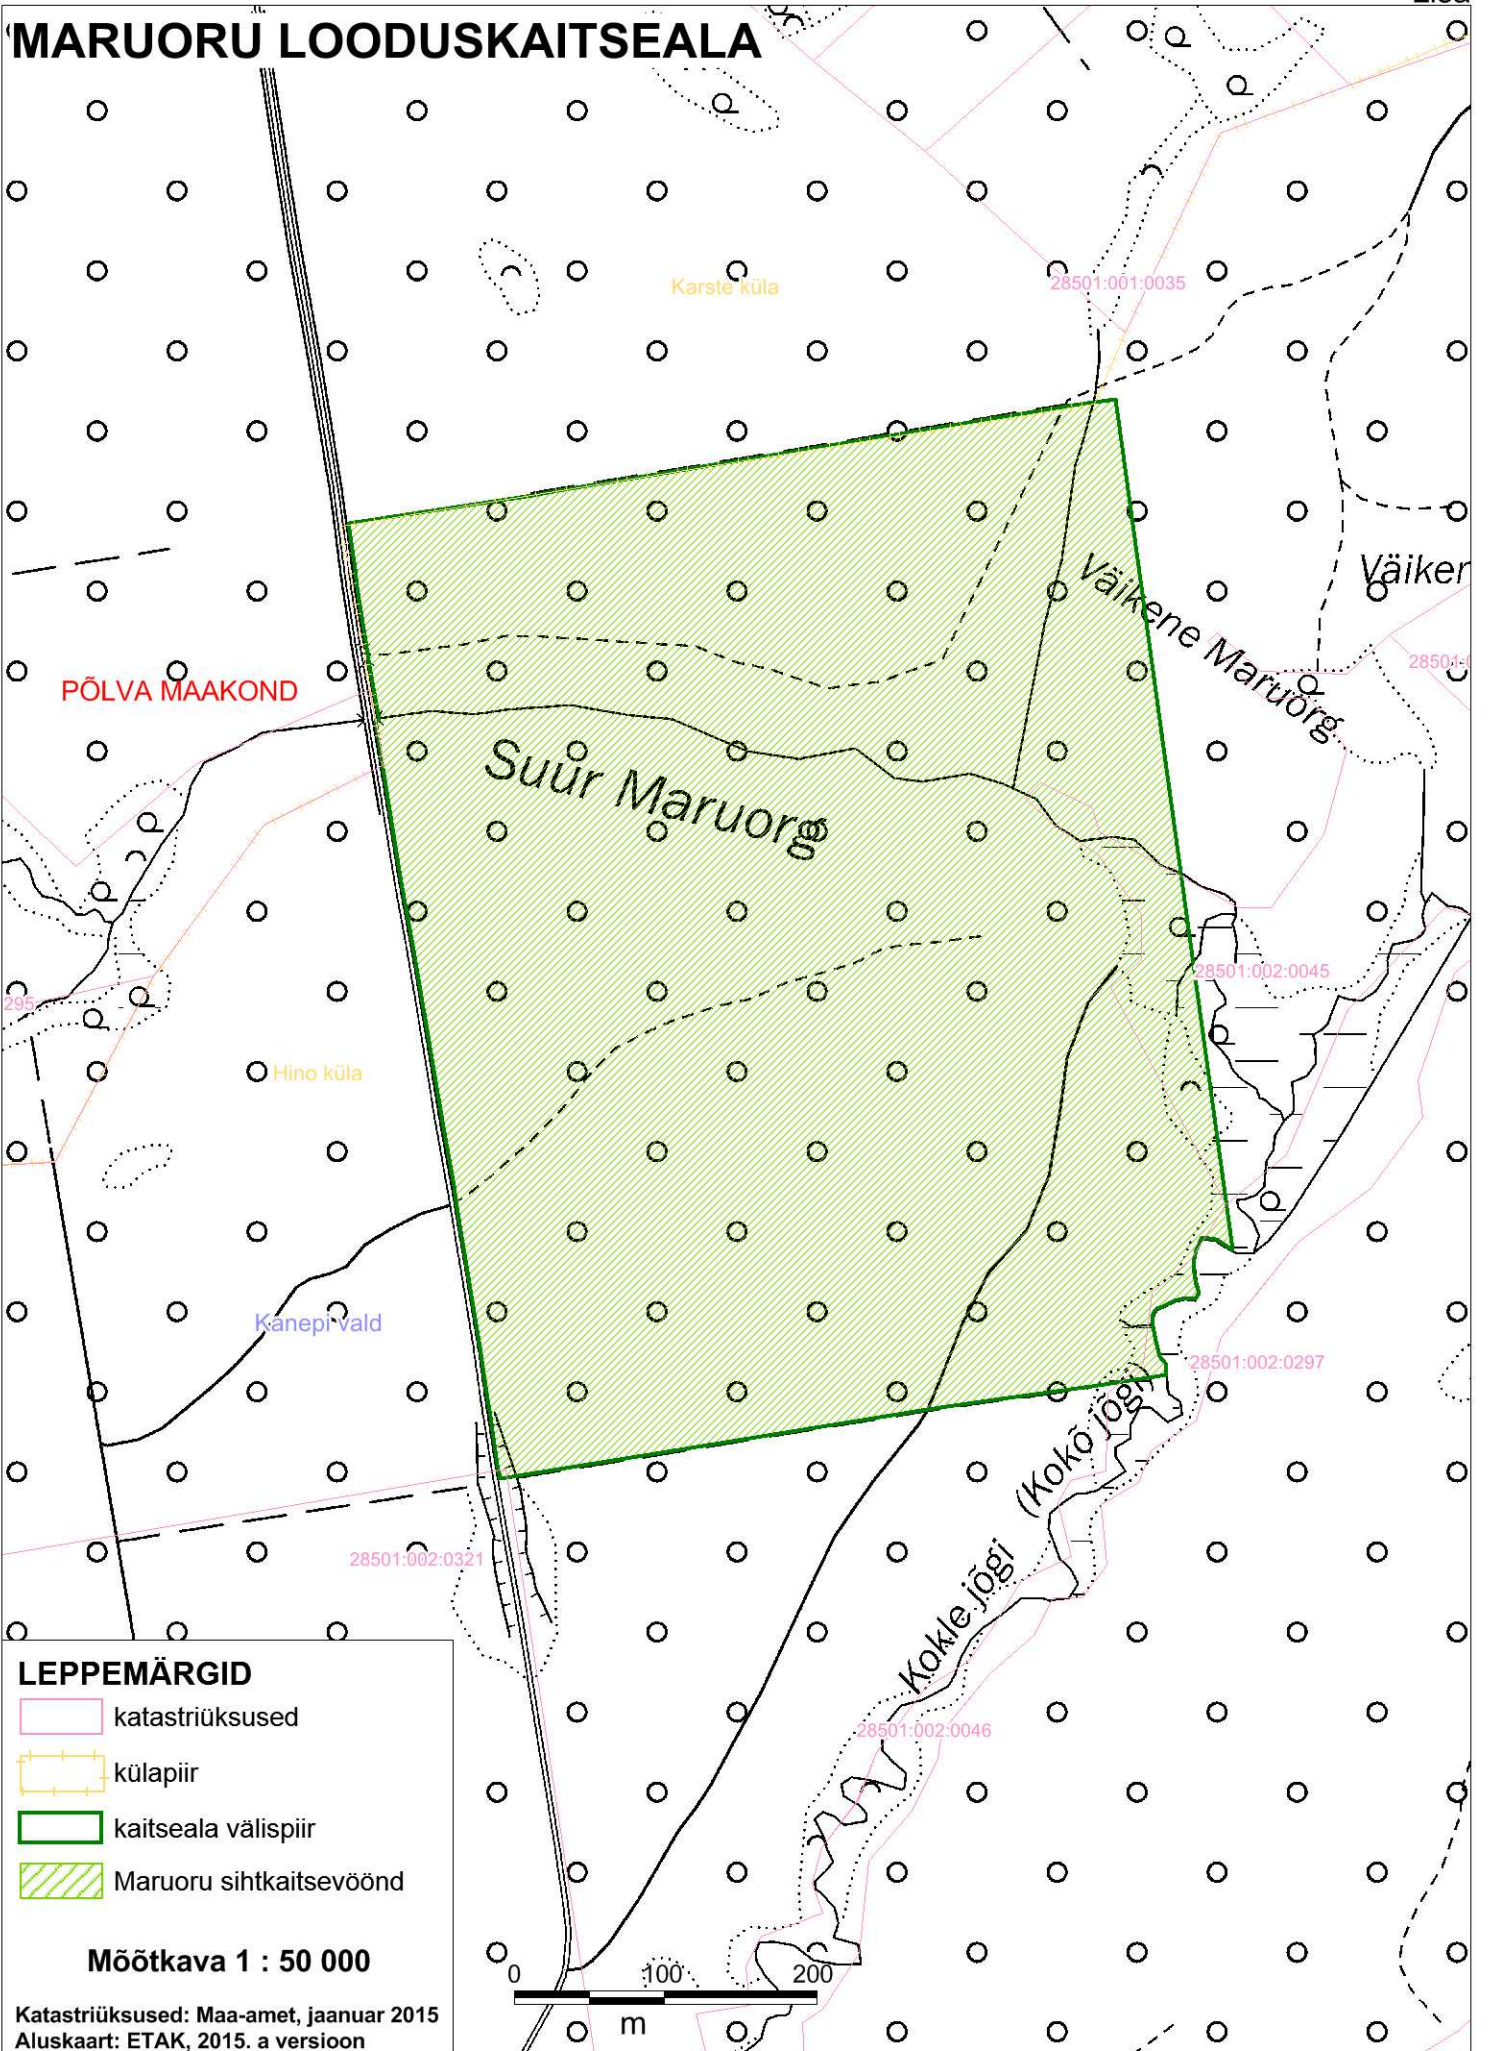 MARUORU LOODUSKAITSEALA
Karste küla
28501:001:0035
Väikene Maruorg
PÕLVA MAAKOND
Suur Maruorg
28501:002:0045
295
Hino küla
Kanepi vald
28501:002:0297
(Kokõ jõgi)
Kokle jõgi
28501:002:0321
28501:002:0046
LEPPEMÄRGID
katastriüksused
külapiir
kaitseala välispiir
Maruoru sihtkaitsevöönd
Mõõtkava 1 : 50 000
0 100 200
m
Katastriüksused: Maa-amet, jaanuar 2015
Aluskaart: ETAK, 2015. a versioon